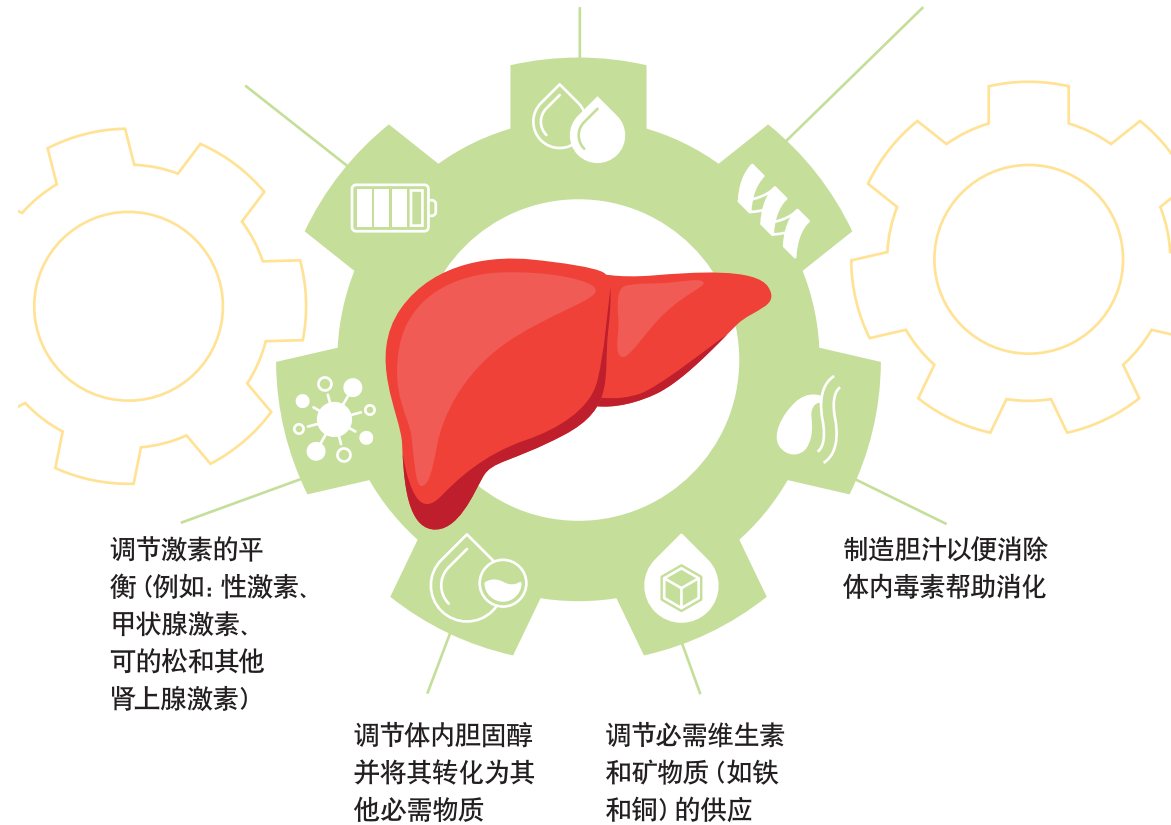 调节激素的平
衡（例如：性激素、
甲状腺激素、
可的松和其他
肾上腺激素）
调节体内胆固醇
并将其转化为其
他必需物质
调节必需维生素
和矿物质（如铁
和铜）的供应
制造胆汁以便消除
体内毒素帮助消化